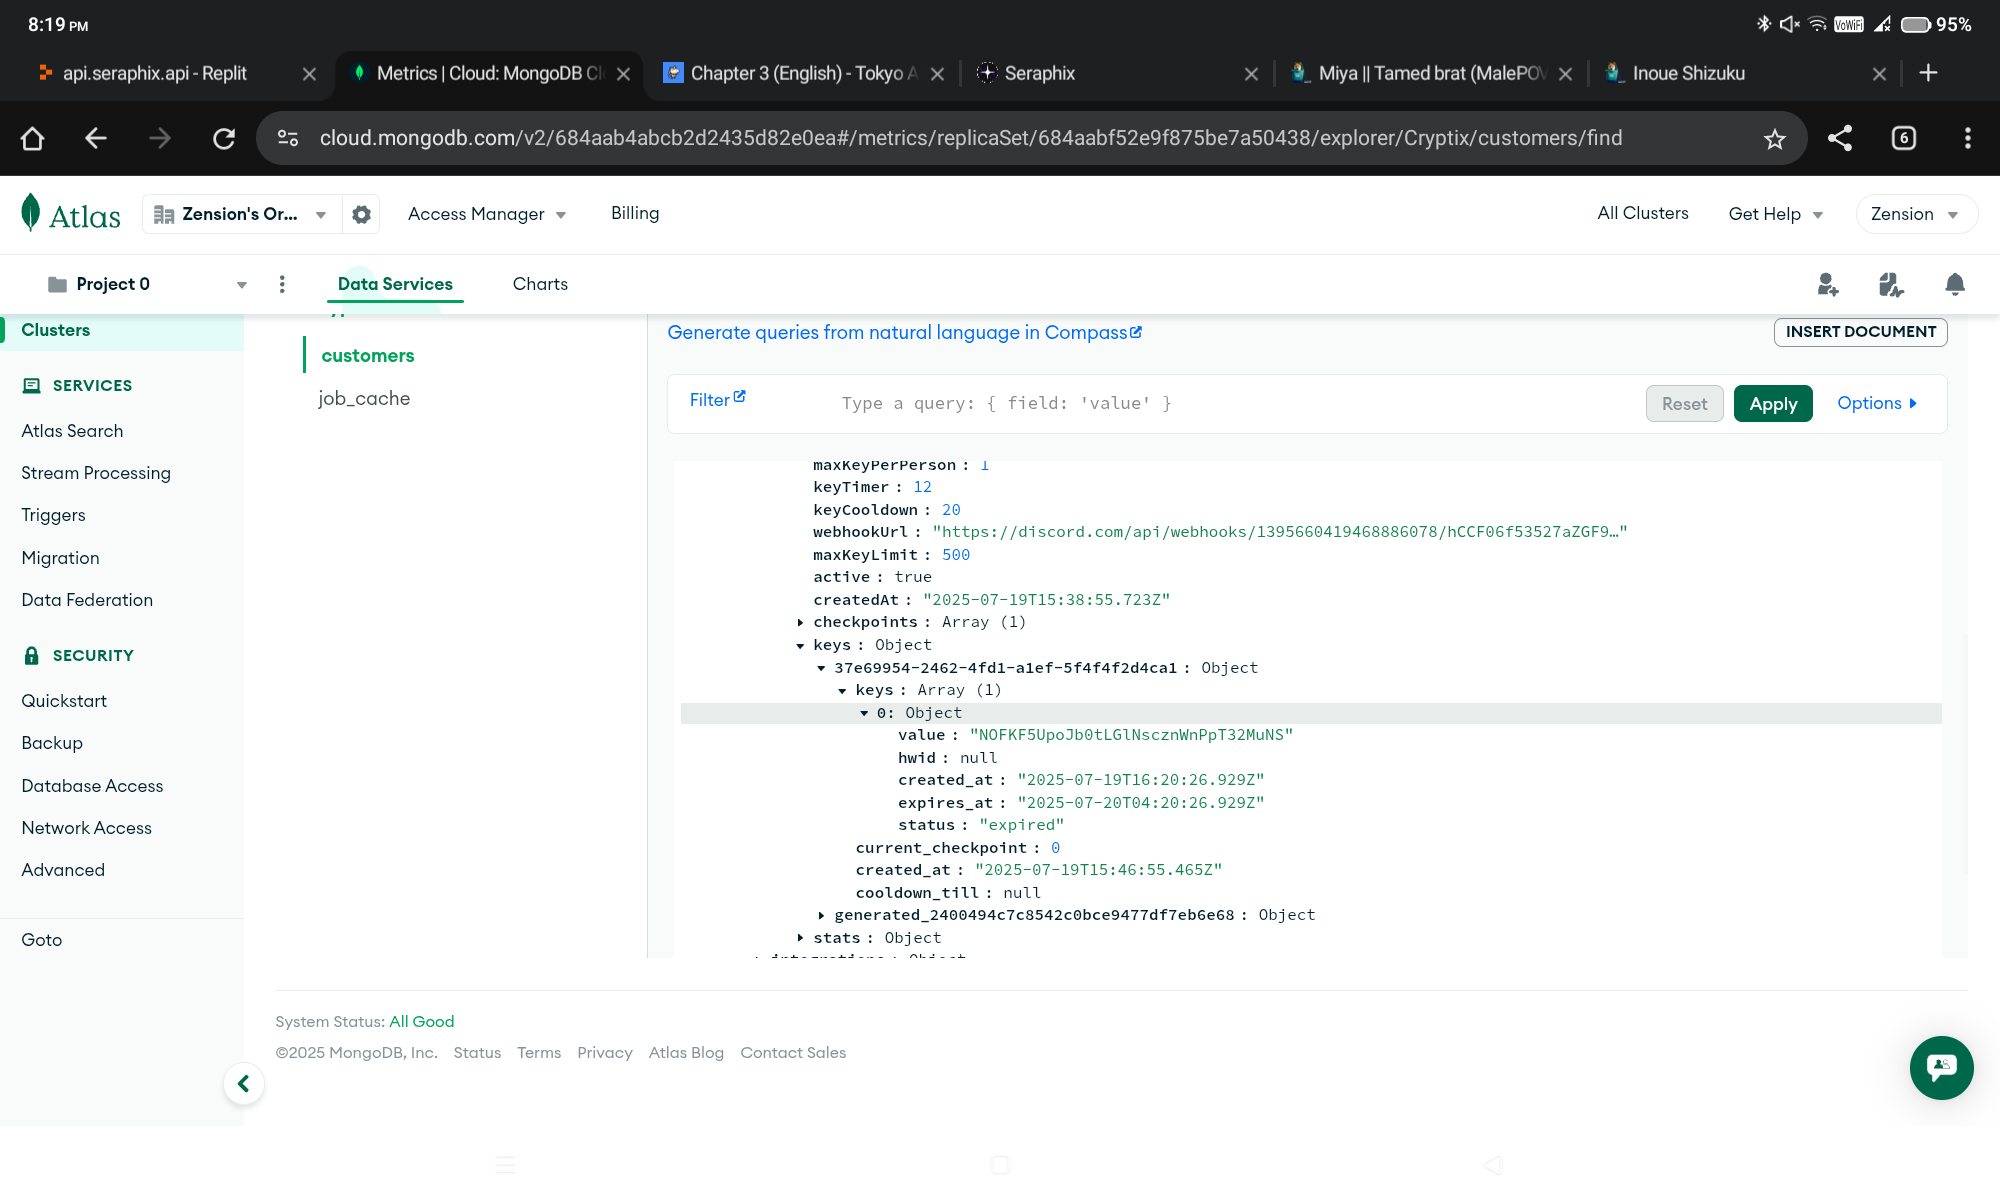 8:19 PM
VoWiFi
95%
api.seraphix.api - Replit
Metrics | Cloud: MongoDB Clo
Chapter 3 (English) - Tokyo A
Seraphix
Miya || Tamed brat (MalePOV
Inoue Shizuku
cloud.mongodb.com/v2/684aab4abcb2d2435d82e0ea#/metrics/replicaSet/684aabf52e9f875be7a50438/explorer/Cryptix/customers/find
6
Atlas
Zension's Or...
Access Manager
Billing
All Clusters
Get Help
Zension
Project 0
Data Services
Charts
Clusters
SERVICES
Atlas Search
Stream Processing
Triggers
Migration
Data Federation
SECURITY
Quickstart
Backup
Database Access
Network Access
Advanced
Goto
customers
job_cache
Generate queries from natural language in Compass
INSERT DOCUMENT
Filter
Type a query: { field: 'value' }
Reset
Apply
Options
maxKeyPerPerson : 1
keyTimer : 12
keyCooldown : 20
webhookUrl : "https://discord.com/api/webhooks/1395660419468886078/hCCF06f53527aZGF9…"
maxKeyLimit : 500
active : true
createdAt : "2025-07-19T15:38:55.723Z"
checkpoints : Array (1)
keys : Object
37e69954-2462-4fd1-a1ef-5f4f4f2d4ca1 : Object
keys : Array (1)
0: Object
value : "NOFKF5UpoJb0tLGlNscznWnPpT32MuNS"
hwid : null
created_at : "2025-07-19T16:20:26.929Z"
expires_at : "2025-07-20T04:20:26.929Z"
status : "expired"
current_checkpoint : 0
created_at : "2025-07-19T15:46:55.465Z"
cooldown_till : null
generated_2400494c7c8542c0bce9477df7eb6e68 : Object
stats : Object
integrations : Object
System Status: All Good
©2025 MongoDB, Inc. Status Terms Privacy Atlas Blog Contact Sales